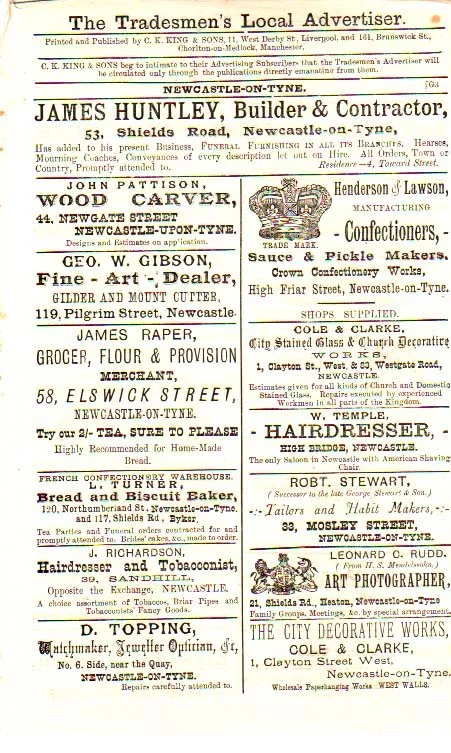 The Tradesmen's Local Advertiser.
Printed and Published by C. K. KING & SONS, 11, West Derby St., Liverpool, and 161, Brunswick St.,
Chorlton-on-Medlock, Manchester.
C. K. KING & SONS beg to intimate to their Advertising Subscribers that the Tradesmen's Advertiser will
be circulated only through the publications directly emanating from them.
NEWCASTLE-ON-TYNE.
JAMES HUNTLEY, Builder & Contractor,
53, Shields Road, Newcastle-on-Tyne,
Has added to his present Business, FUNERAL FURNISHING IN ALL ITS BRANCHES. Hearses,
Mourning Coaches, Conveyances of every description let out on Hire. All Orders, Town or
Country, Promptly attended to. Residence—4, Toward Street.
JOHN PATTISON,
WOOD CARVER,
44, NEWGATE STREET
NEWCASTLE-UPON-TYNE.
Designs and Estimates on application.
GEO. W. GIBSON,
Fine - Art - Dealer,
GILDER AND MOUNT CUTTER,
119, Pilgrim Street, Newcastle.
JAMES RAPER,
GROCER, FLOUR & PROVISION
MERCHANT,
58, ELSWICK STREET,
NEWCASTLE-ON-TYNE.
Try our 2/- TEA, SURE TO PLEASE
Highly Recommended for Home-Made
Bread.
FRENCH CONFECTIONERY WAREHOUSE.
L. TURNER,
Bread and Biscuit Baker,
120, Northumberland St., Newcastle-on-Tyne.
and 117, Shields Rd., Byker.
Tea Parties and Funeral orders contracted for and
promptly attended to. Brides' cakes, &c., made to order.
J. RICHARDSON,
Hairdresser and Tobacconist,
39, SANDHILL,
Opposite the Exchange, NEWCASTLE.
A choice assortment of Tobaccos, Briar Pipes and
Tobacconists' Fancy Goods.
D. TOPPING,
Watchmaker, Jeweller Optician, &c,
No. 6. Side, near the Quay,
NEWCASTLE-ON-TYNE.
Repairs carefully attended to.
TRADE MARK.
Henderson & Lawson,
MANUFACTURING
- Confectioners, -
Sauce & Pickle Makers.
Crown Confectionery Works,
High Friar Street, Newcastle-on-Tyne.
SHOPS SUPPLIED.
COLE & CLARKE,
City Stained Glass & Church Decorative
WORKS,
1, Clayton St., West, & 63, Westgate Road,
NEWCASTLE.
Estimates given for all kinds of Church and Domestic
Stained Glass. Repairs executed by experienced
Workmen in all parts of the Kingdom.
W. TEMPLE,
- HAIRDRESSER, -
HIGH BRIDGE, NEWCASTLE.
The only Saloon in Newcastle with American Shaving
Chair.
ROBT. STEWART,
(Successor to the late George Stewart & Son.)
-:- Tailors and Habit Makers, -:-
33, MOSLEY STREET,
NEWCASTLE-ON-TYNE.
LEONARD C. RUDD.
(From H. S. Mendelssohn,)
ART PHOTOGRAPHER,
21, Shields Rd., Heaton, Newcastle-on-Tyne
Family Groups, Meetings, &c. by special arrangement.
THE CITY DECORATIVE WORKS,
COLE & CLARKE,
1, Clayton Street West,
Newcastle-on-Tyne.
Wholesale Paperhanging Works WEST WALLS.